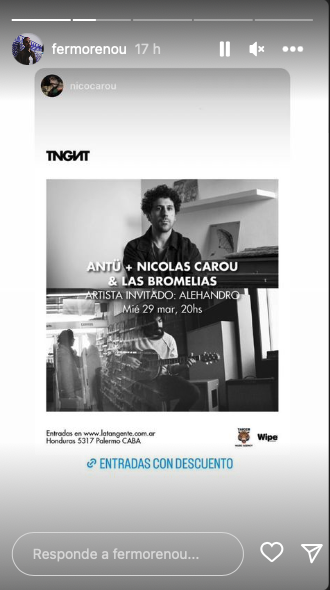 fermorenou 17 h
nicocarou
TNGNT
ANTÜ + NICOLAS CAROU
& LAS BROMELIAS
ARTISTA INVITADO: ALEHANDRO
Mié 29 mar, 20hs
Entradas en www.latangente.com.ar
Honduras 5317 Palermo CABA
Wipe
ENTRADAS CON DESCUENTO
Responde a fermorenou...